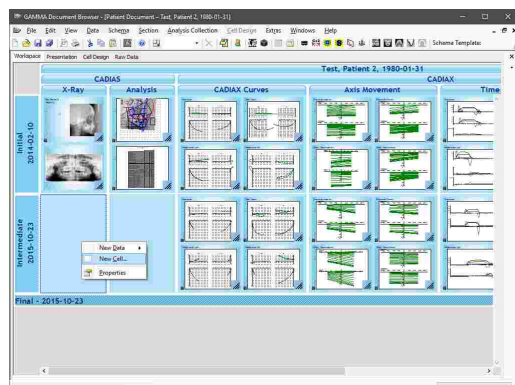 GAMMA Document Browser - [Patient Document - Test, Patient 2, 1980-01-31]
File Edit View Schema Section Analysis Collection Cell Design Extras Windows Help
Schema Template:
Workspace Presentation Cell Design Raw Data
Test, Patient 2, 1980-01-31
CADIAS CADIAX
X-Ray Analysis CADIAX Curves Axis Movement Time
Initial
2014-02-10
Intermediate
2015-10-23
New Data
New Cell...
Properties
Final - 2015-10-23